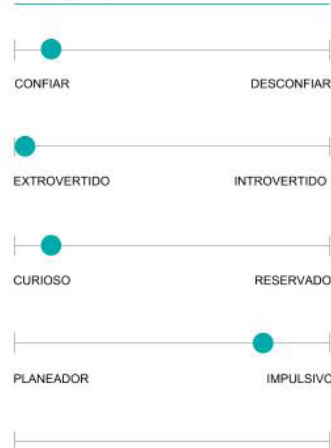 CONFIAR DESCONFIAR
EXTROVERTIDO INTROVERTIDO
CURIOSO RESERVADO
PLANEADOR IMPULSIVO